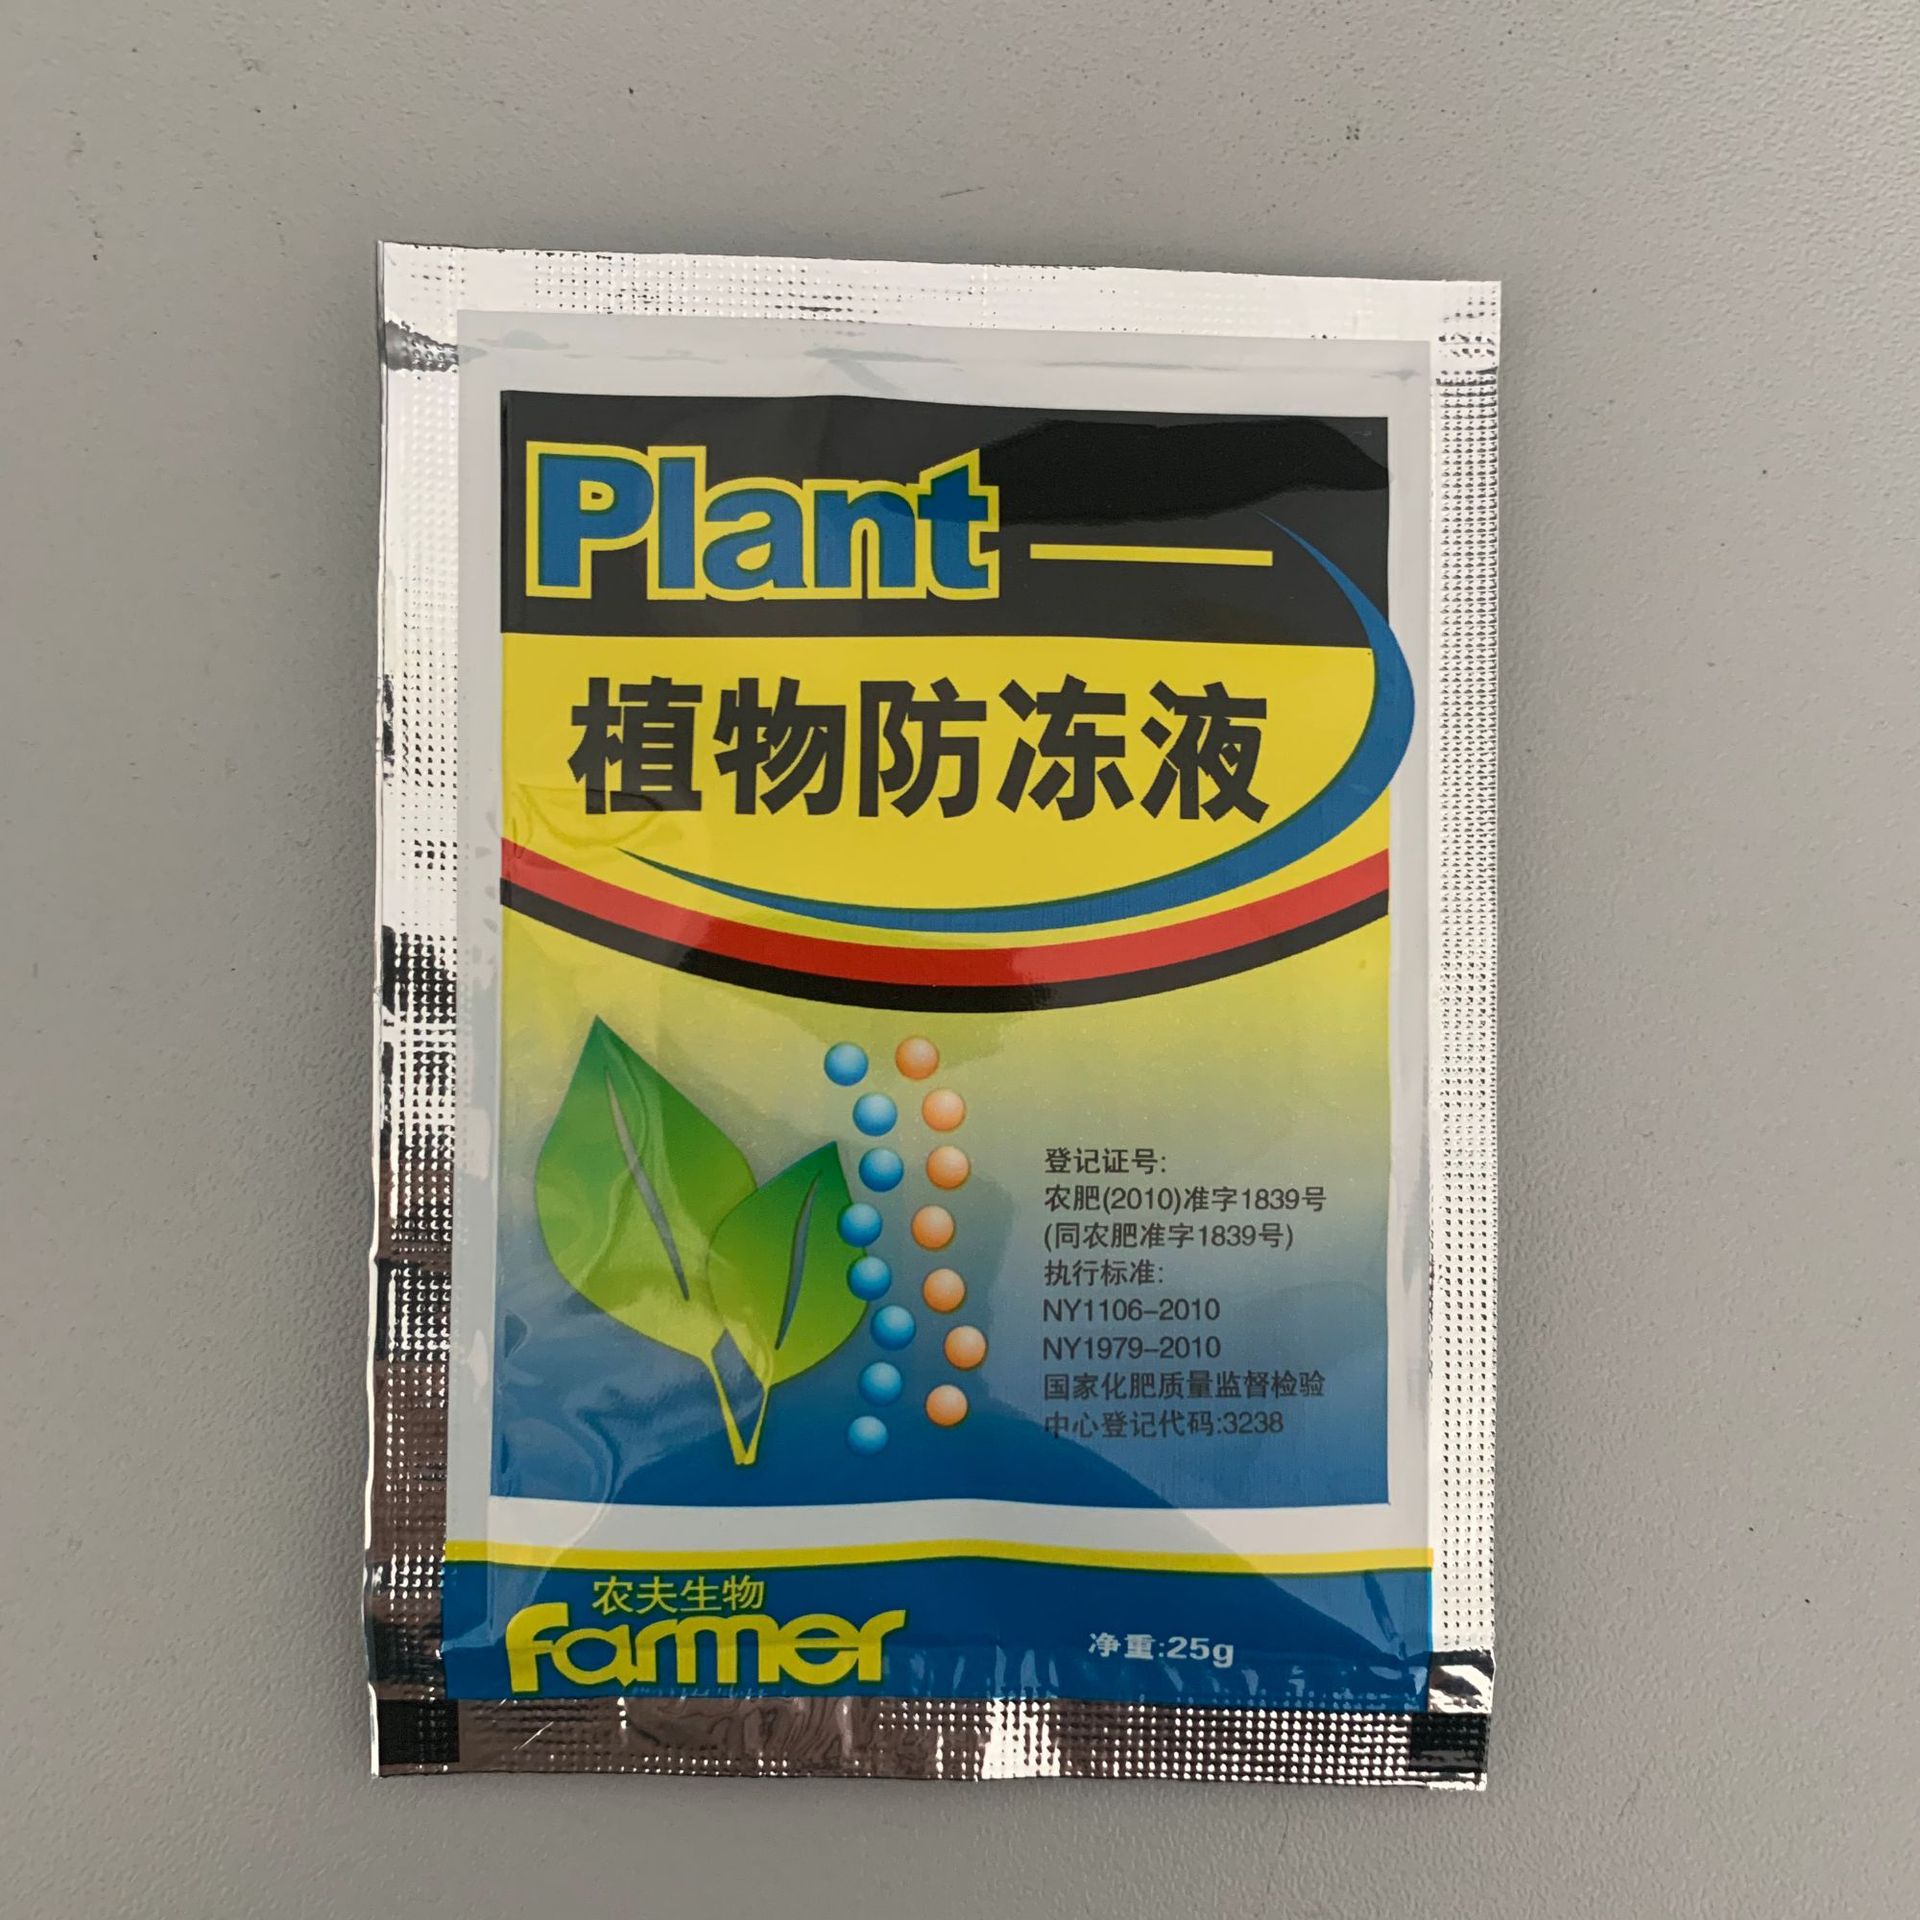 Plant
植物防冻液
登记证号:
农肥(2010)准字1839号
(同农肥准字1839号)
执行标准:
NY1106-2010
NY1979-2010
国家化肥质量监督检验
中心登记代码:3238
农夫生物
farmer
净重:25g